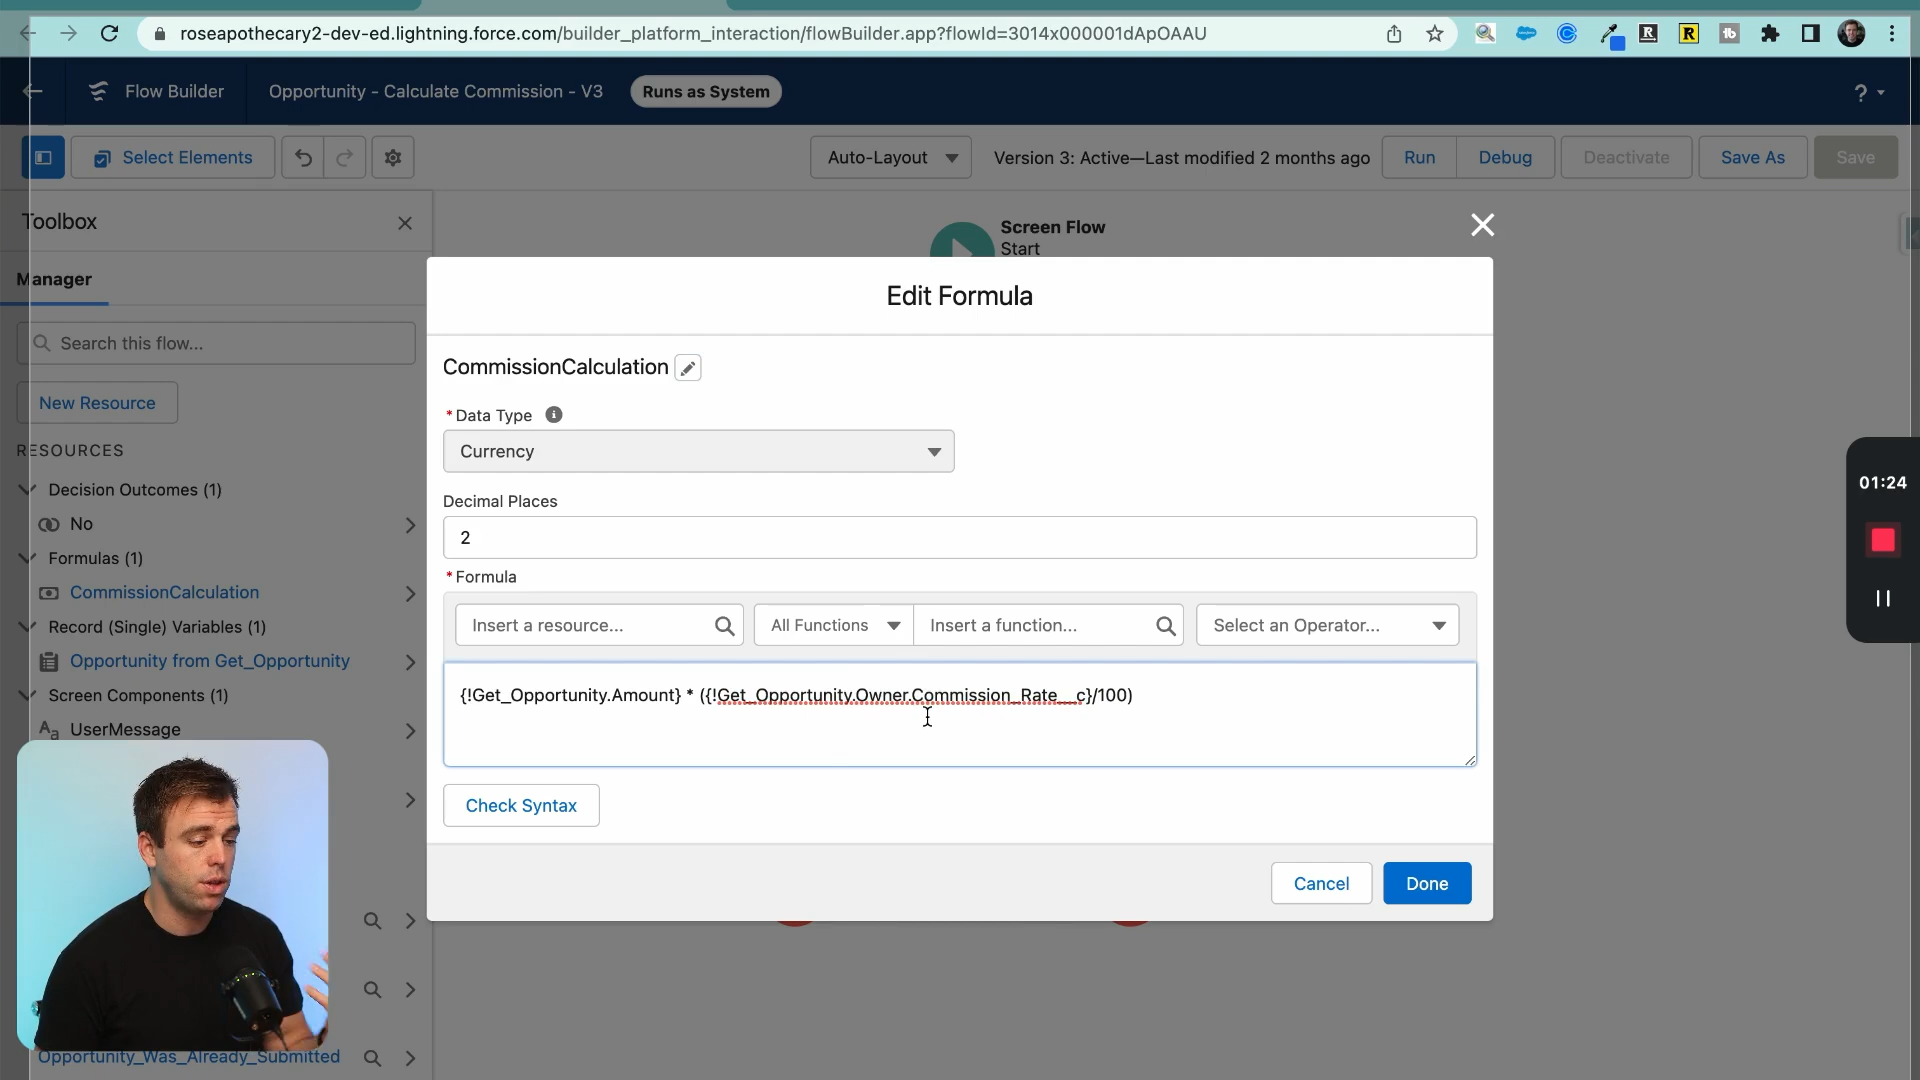 roseapothecary2-dev-ed.lightning.force.com/builder_platform_interaction/flowBuilder.app?flowId=3014x000001dApOAAU
Flow Builder
Opportunity - Calculate Commission - V3
Runs as System
?
Select Elements
Auto-Layout
Version 3: Active—Last modified 2 months ago
Run
Debug
Deactivate
Save As
Save
Toolbox
Manager
Search this flow...
New Resource
RESOURCES
Decision Outcomes (1)
No
Formulas (1)
CommissionCalculation
Record (Single) Variables (1)
Opportunity from Get_Opportunity
Screen Components (1)
UserMessage
Opportunity_Was_Already_Submitted
Screen Flow
Start
Edit Formula
CommissionCalculation
* Data Type
Currency
Decimal Places
2
* Formula
Insert a resource...
All Functions
Insert a function...
Select an Operator...
{!Get_Opportunity.Amount} * ({!Get_Opportunity.Owner.Commission_Rate__c}/100)
Check Syntax
Cancel
Done
01:24